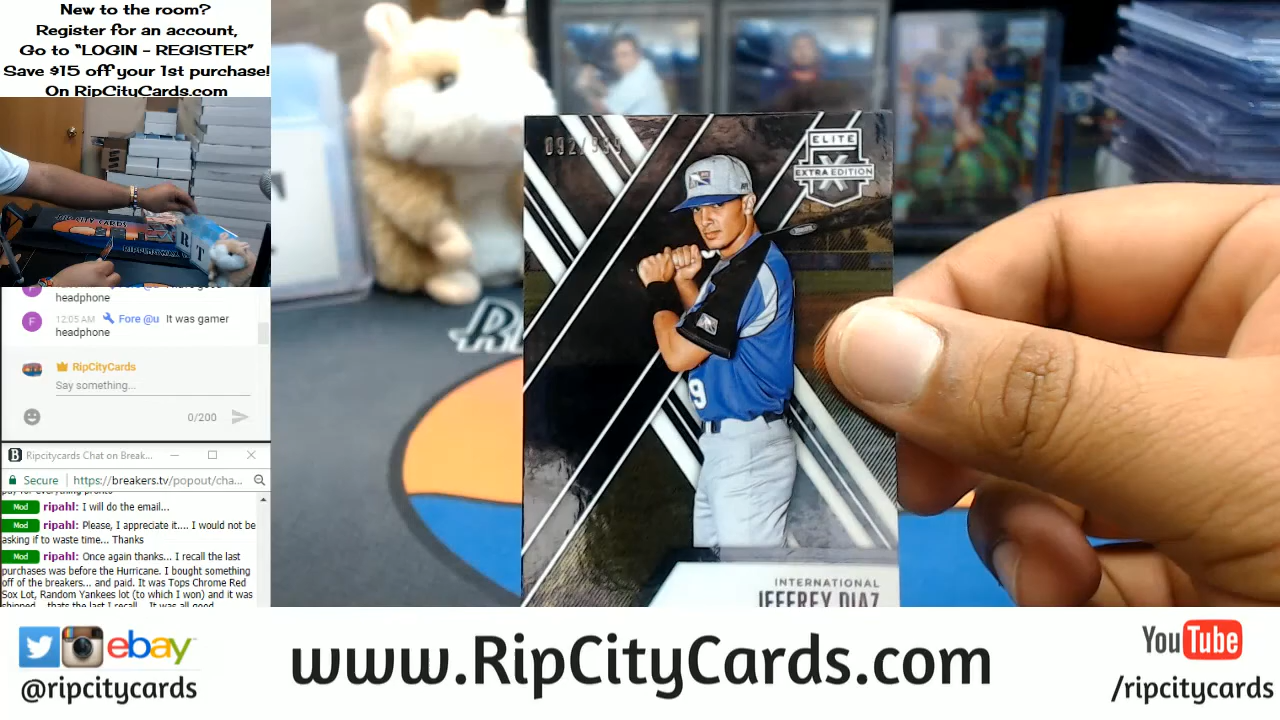 New to the room?
Register for an account,
Go to “LOGIN - REGISTER”
Save $15 off your 1st purchase!
On RipCityCards.com
headphone
12:05 AM Fore @u It was gamer
headphone
RipCityCards
Say something...
0/200
Ripcitycards Chat on Break...
Secure https://breakers.tv/popout/cha...
Mod ripahl: I will do the email...
Mod ripahl: Please, I appreciate it.... I would not be
asking if to waste time... Thanks
Mod ripahl: Once again thanks... I recall the last
purchases was before the Hurricane. I bought something
off of the breakers... and paid. It was Tops Chrome Red
Sox Lot, Random Yankees lot (to which I won) and it was
092/999
ELITE
X
EXTRA EDITION
9
INTERNATIONAL
JEFFREY DIAZ
ebay
@ripcitycards
www.RipCityCards.com
YouTube
/ripcitycards